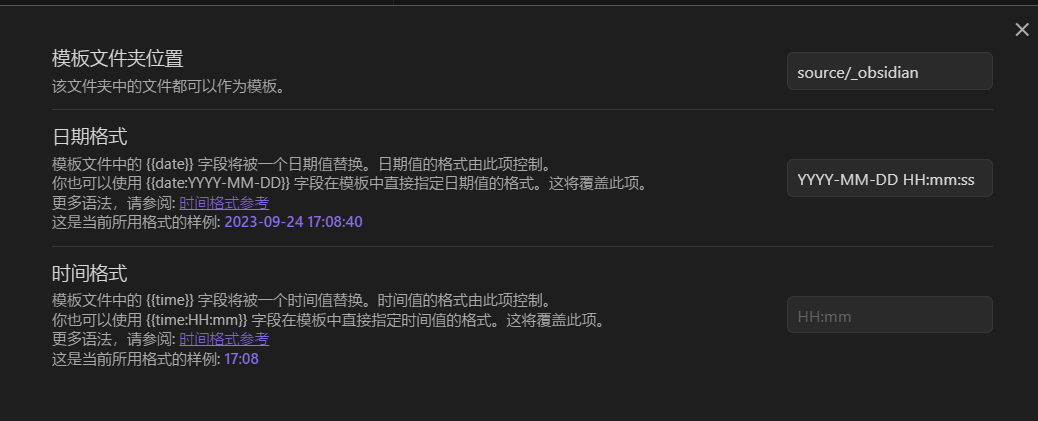 模板文件夹位置
该文件夹中的文件都可以作为模板。
source/_obsidian
日期格式
模板文件中的 {{date}} 字段将被一个日期值替换。日期值的格式由此项控制。
你也可以使用 {{date:YYYY-MM-DD}} 字段在模板中直接指定日期值的格式。这将覆盖此项。
更多语法，请参阅: 时间格式参考
这是当前所用格式的样例: 2023-09-24 17:08:40
YYYY-MM-DD HH:mm:ss
时间格式
模板文件中的 {{time}} 字段将被一个时间值替换。时间值的格式由此项控制。
你也可以使用 {{time:HH:mm}} 字段在模板中直接指定时间值的格式。这将覆盖此项。
更多语法，请参阅: 时间格式参考
这是当前所用格式的样例: 17:08
HH:mm